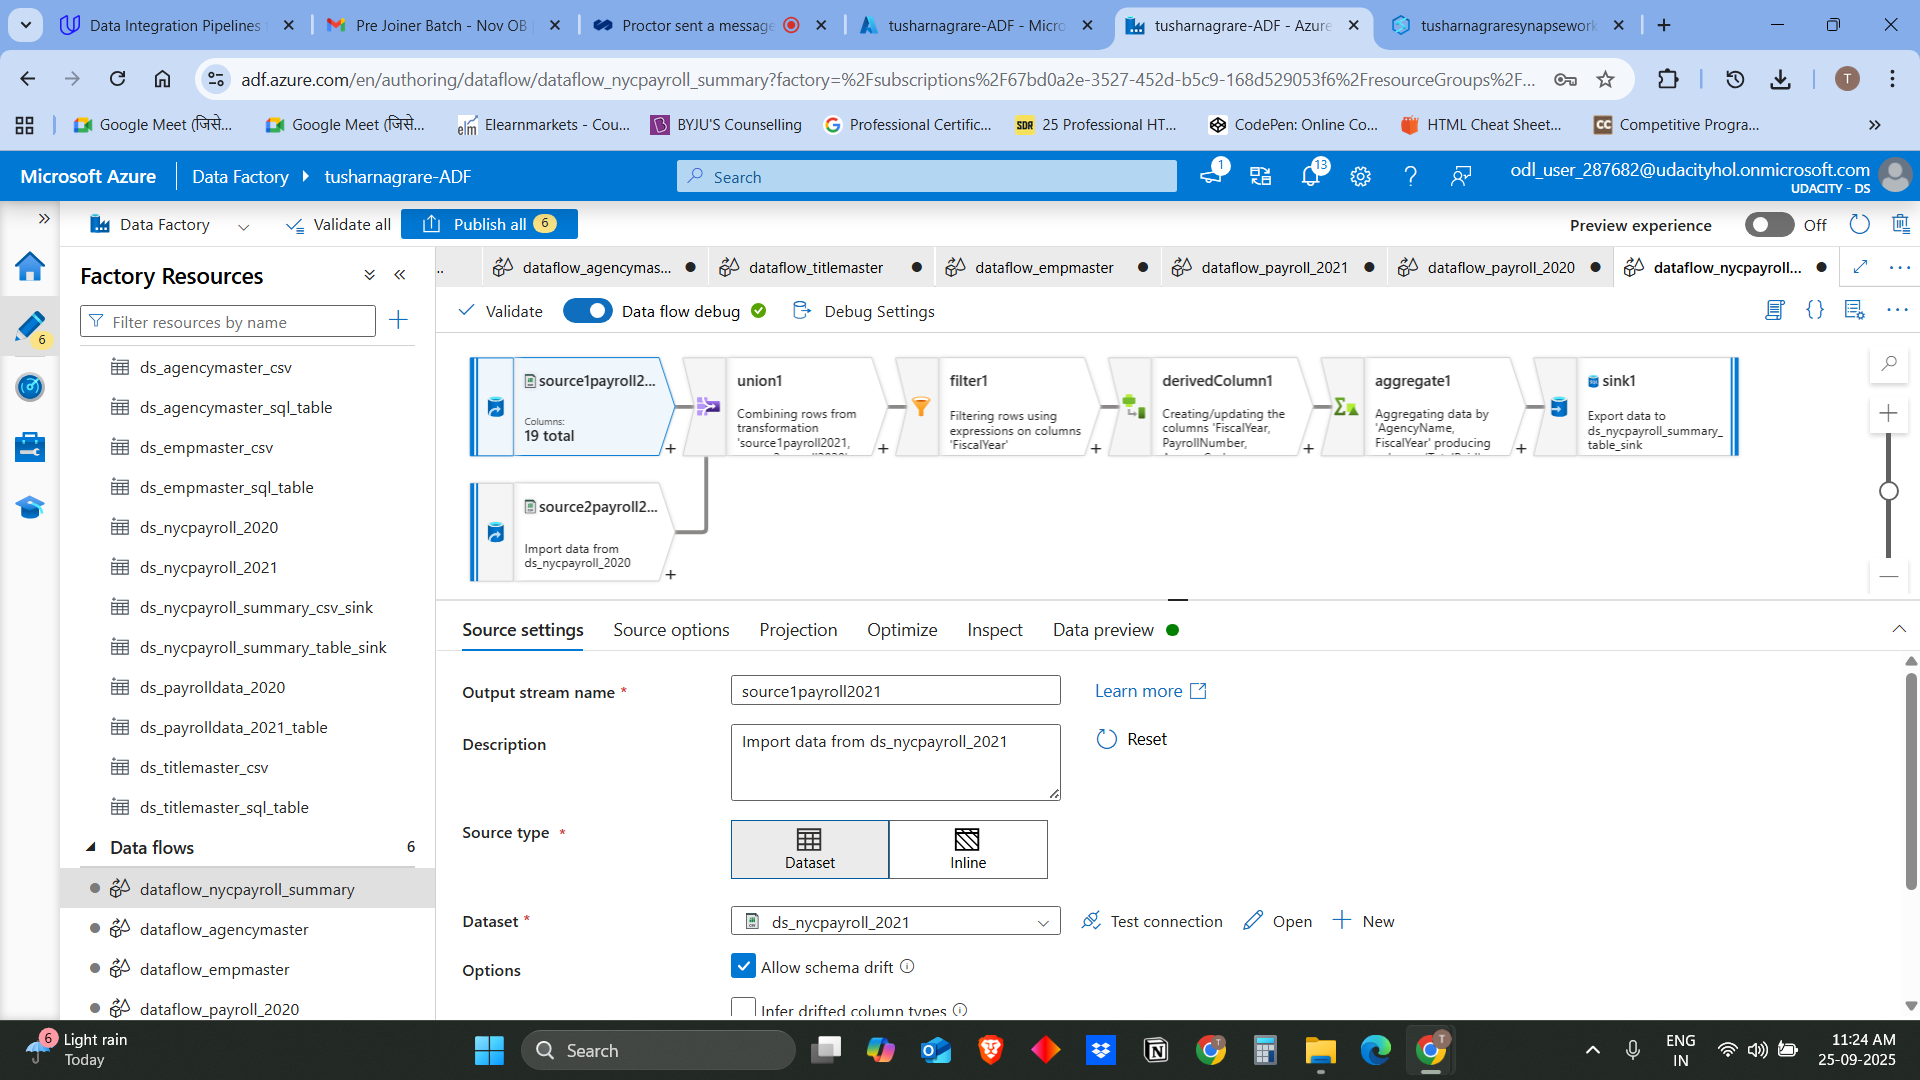 Data Integration Pipelines f
Pre Joiner Batch - Nov OB
Proctor sent a message
tusharnagrare-ADF - Micro
tusharnagrare-ADF - Azure
tusharnagraresynapsework
adf.azure.com/en/authoring/dataflow/dataflow_nycpayroll_summary?factory=%2Fsubscriptions%2F67bd0a2e-3527-452d-b5c9-168d529053f6%2FresourceGroups%2F...
T
Google Meet (जिसे...
Google Meet (जिसे...
elm Elearnmarkets - Cou...
BYJU'S Counselling
Professional Certific...
SDR 25 Professional HT...
CodePen: Online Co...
HTML Cheat Sheet...
CC Competitive Progra...
Microsoft Azure
Data Factory
tusharnagrare-ADF
Search
1
13
odl_user_287682@udacityhol.onmicrosoft.com
UDACITY - DS
Data Factory
Validate all
Publish all 6
Preview experience
Off
6
Factory Resources
Filter resources by name
ds_agencymaster_csv
ds_agencymaster_sql_table
ds_empmaster_csv
ds_empmaster_sql_table
ds_nycpayroll_2020
ds_nycpayroll_2021
ds_nycpayroll_summary_csv_sink
ds_nycpayroll_summary_table_sink
ds_payrolldata_2020
ds_payrolldata_2021_table
ds_titlemaster_csv
ds_titlemaster_sql_table
Data flows 6
dataflow_nycpayroll_summary
dataflow_agencymaster
dataflow_empmaster
dataflow_payroll_2020
..
dataflow_agencymas...
dataflow_titlemaster
dataflow_empmaster
dataflow_payroll_2021
dataflow_payroll_2020
dataflow_nycpayroll...
Validate
Data flow debug
Debug Settings
source1payroll2...
Columns:
19 total
union1
Combining rows from
transformation
'source1payroll2021,
filter1
Filtering rows using
expressions on columns
'FiscalYear'
derivedColumn1
Creating/updating the
columns 'FiscalYear,
PayrollNumber,
aggregate1
Aggregating data by
'AgencyName,
FiscalYear' producing
sink1
Export data to
ds_nycpayroll_summary_
table_sink
source2payroll2...
Import data from
ds_nycpayroll_2020
Source settings
Source options
Projection
Optimize
Inspect
Data preview
Output stream name *
source1payroll2021
Learn more
Description
Import data from ds_nycpayroll_2021
Reset
Source type *
Dataset
Inline
Dataset *
ds_nycpayroll_2021
Test connection
Open
New
Options
Allow schema drift
Infer drifted column types
6
Light rain
Today
Search
ENG
IN
11:24 AM
25-09-2025